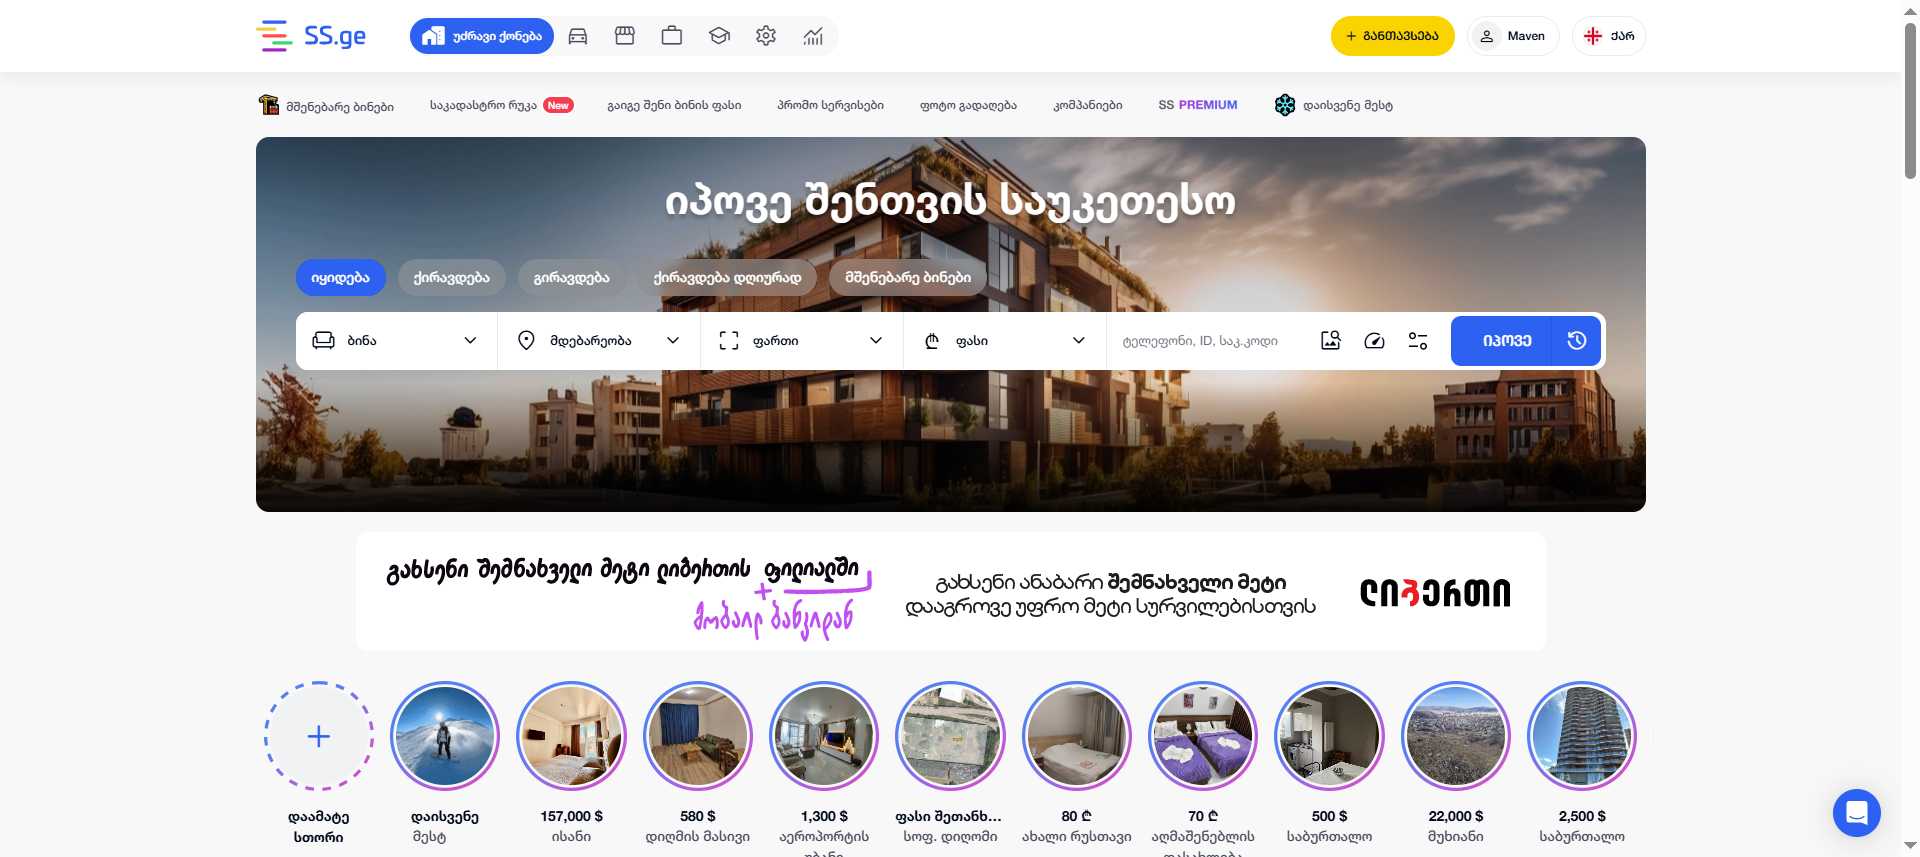 SS.ge
უძრავი ქონება
+ განთავსება
Maven
ქარ
მშენებარე ბინები
საკადასტრო რუკა New
გაიგე შენი ბინის ფასი
პრომო სერვისები
ფოტო გადაღება
კომპანიები
SS PREMIUM
დაისვენე მესტ
იპოვე შენთვის საუკეთესო
იყიდება
ქირავდება
გირავდება
ქირავდება დღიურად
მშენებარე ბინები
ბინა
მდებარეობა
ფართი
ფასი
ტელეფონი, ID, საკ.კოდი
იპოვე
გახსენი შემნახველი მეტი ლიბერთის ფილიალში
+
მობაილ ბანკიდან
გახსენი ანაბარი შემნახველი მეტი
დააგროვე უფრო მეტი სურვილებისთვის
ლიბერთი
დაამატე
სთორი
დაისვენე
მესტ
157,000 $
ისანი
580 $
დიღმის მასივი
1,300 $
აეროპორტის
უბანი
ფასი შეთანხ...
სოფ. დიღომი
80 ₾
ახალი რუსთავი
70 ₾
აღმაშენებლის
დასახლება
500 $
საბურთალო
22,000 $
მუხიანი
2,500 $
საბურთალო